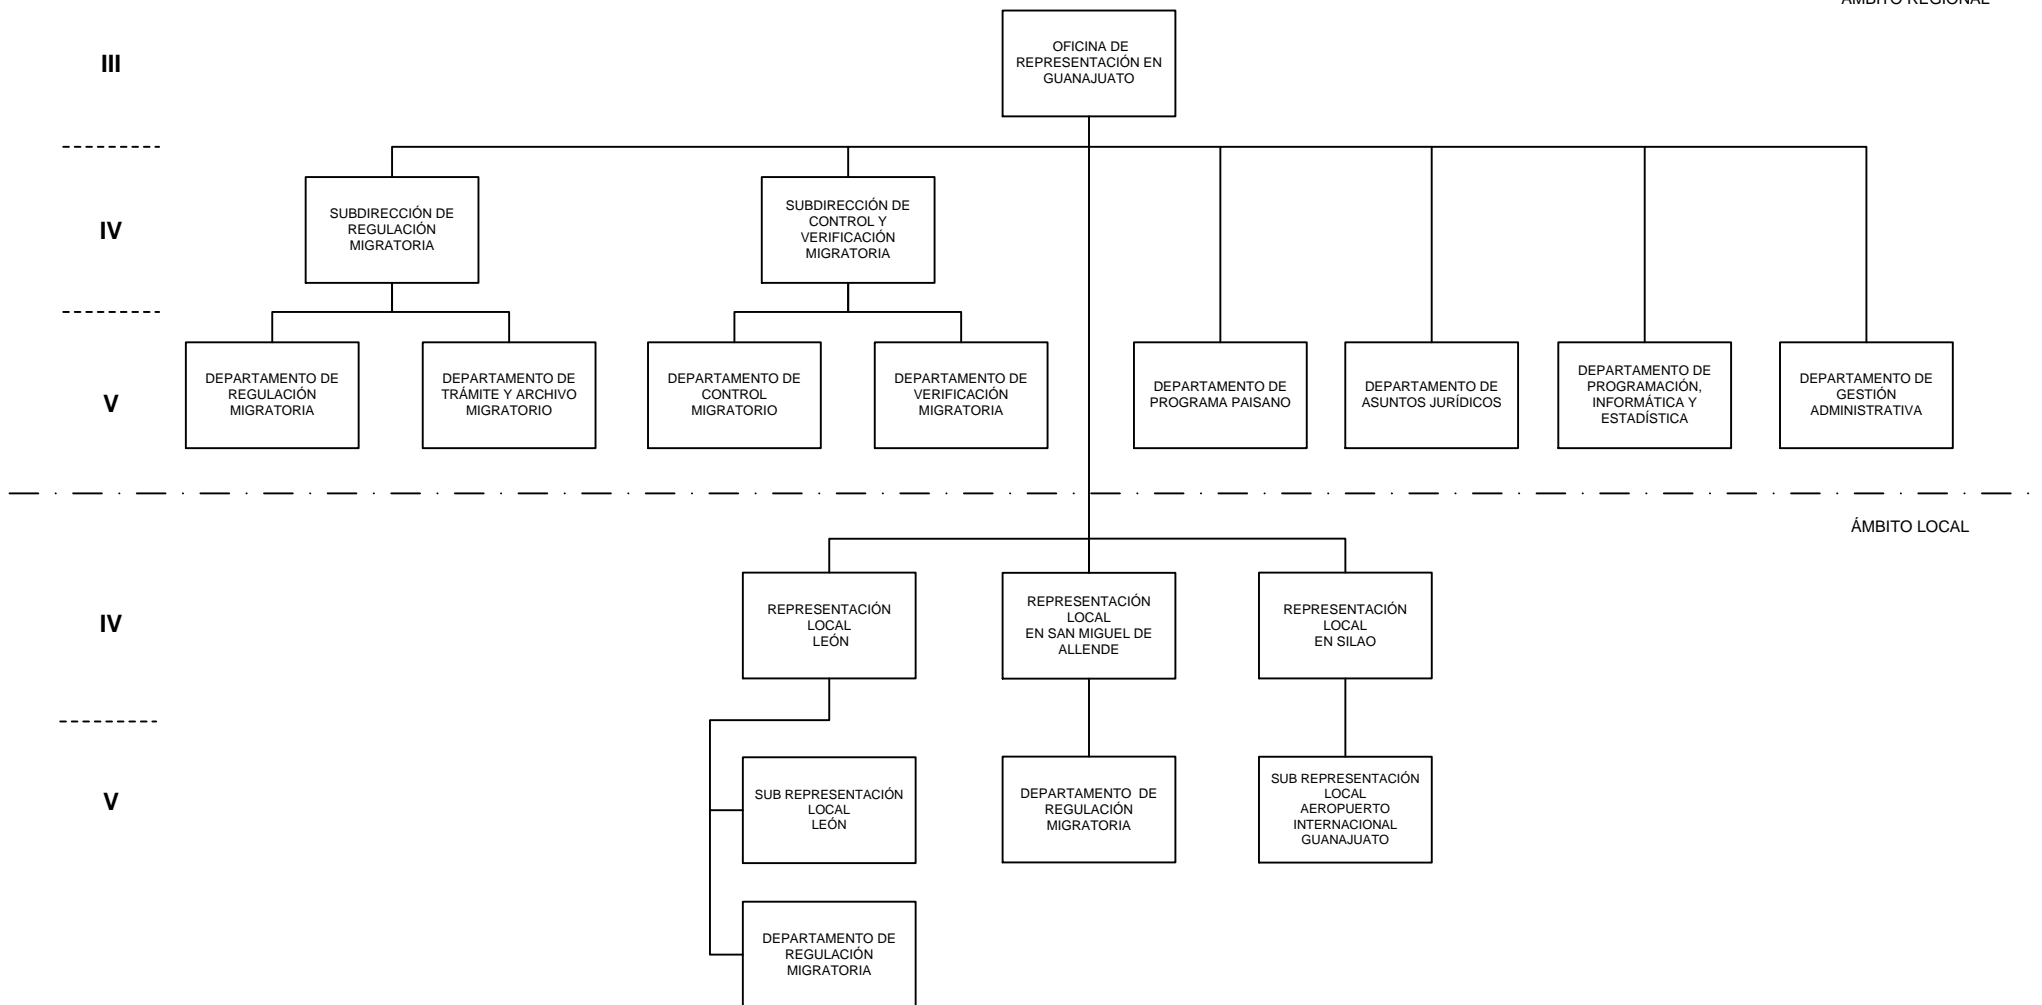 ÁMBITO REGIONAL
III
OFICINA DE
REPRESENTACIÓN EN
GUANAJUATO
IV
SUBDIRECCIÓN DE
REGULACIÓN
MIGRATORIA
SUBDIRECCIÓN DE
CONTROL Y
VERIFICACIÓN
MIGRATORIA
V
DEPARTAMENTO DE
REGULACIÓN
MIGRATORIA
DEPARTAMENTO DE
TRÁMITE Y ARCHIVO
MIGRATORIO
DEPARTAMENTO DE
CONTROL
MIGRATORIO
DEPARTAMENTO DE
VERIFICACIÓN
MIGRATORIA
DEPARTAMENTO DE
PROGRAMA PAISANO
DEPARTAMENTO DE
ASUNTOS JURÍDICOS
DEPARTAMENTO DE
PROGRAMACIÓN,
INFORMÁTICA Y
ESTADÍSTICA
DEPARTAMENTO DE
GESTIÓN
ADMINISTRATIVA
ÁMBITO LOCAL
IV
REPRESENTACIÓN
LOCAL
LEÓN
REPRESENTACIÓN
LOCAL
EN SAN MIGUEL DE
ALLENDE
REPRESENTACIÓN
LOCAL
EN SILAO
V
SUB REPRESENTACIÓN
LOCAL
LEÓN
DEPARTAMENTO DE
REGULACIÓN
MIGRATORIA
SUB REPRESENTACIÓN
LOCAL
AEROPUERTO
INTERNACIONAL
GUANAJUATO
DEPARTAMENTO DE
REGULACIÓN
MIGRATORIA